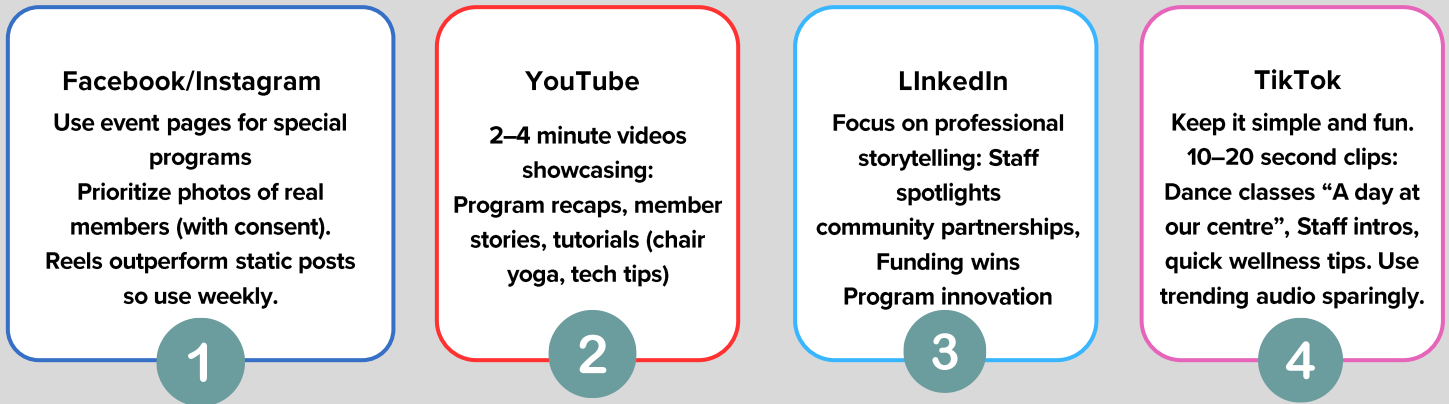 Facebook/Instagram
Use event pages for special
programs
Prioritize photos of real
members (with consent).
Reels outperform static posts
so use weekly.
1
YouTube
2–4 minute videos
showcasing:
Program recaps, member
stories, tutorials (chair
yoga, tech tips)
2
LInkedIn
Focus on professional
storytelling: Staff
spotlights
community partnerships,
Funding wins
Program innovation
3
TikTok
Keep it simple and fun.
10–20 second clips:
Dance classes “A day at
our centre”, Staff intros,
quick wellness tips. Use
trending audio sparingly.
4